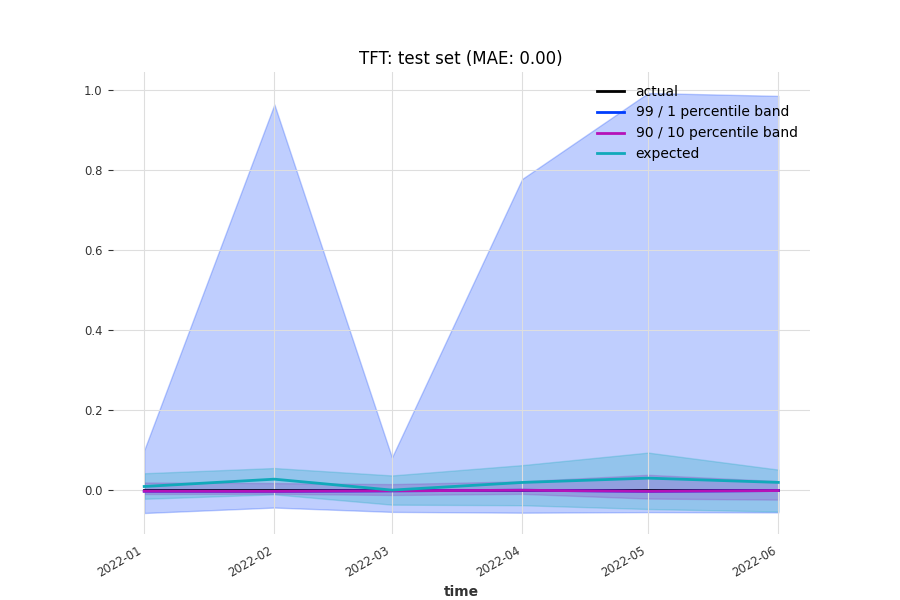 TFT: test set (MAE: 0.00)
actual
99 / 1 percentile band
90 / 10 percentile band
expected
1.0
0.8
0.6
0.4
0.2
0.0
2022-01
2022-02
2022-03
2022-04
2022-05
2022-06
time